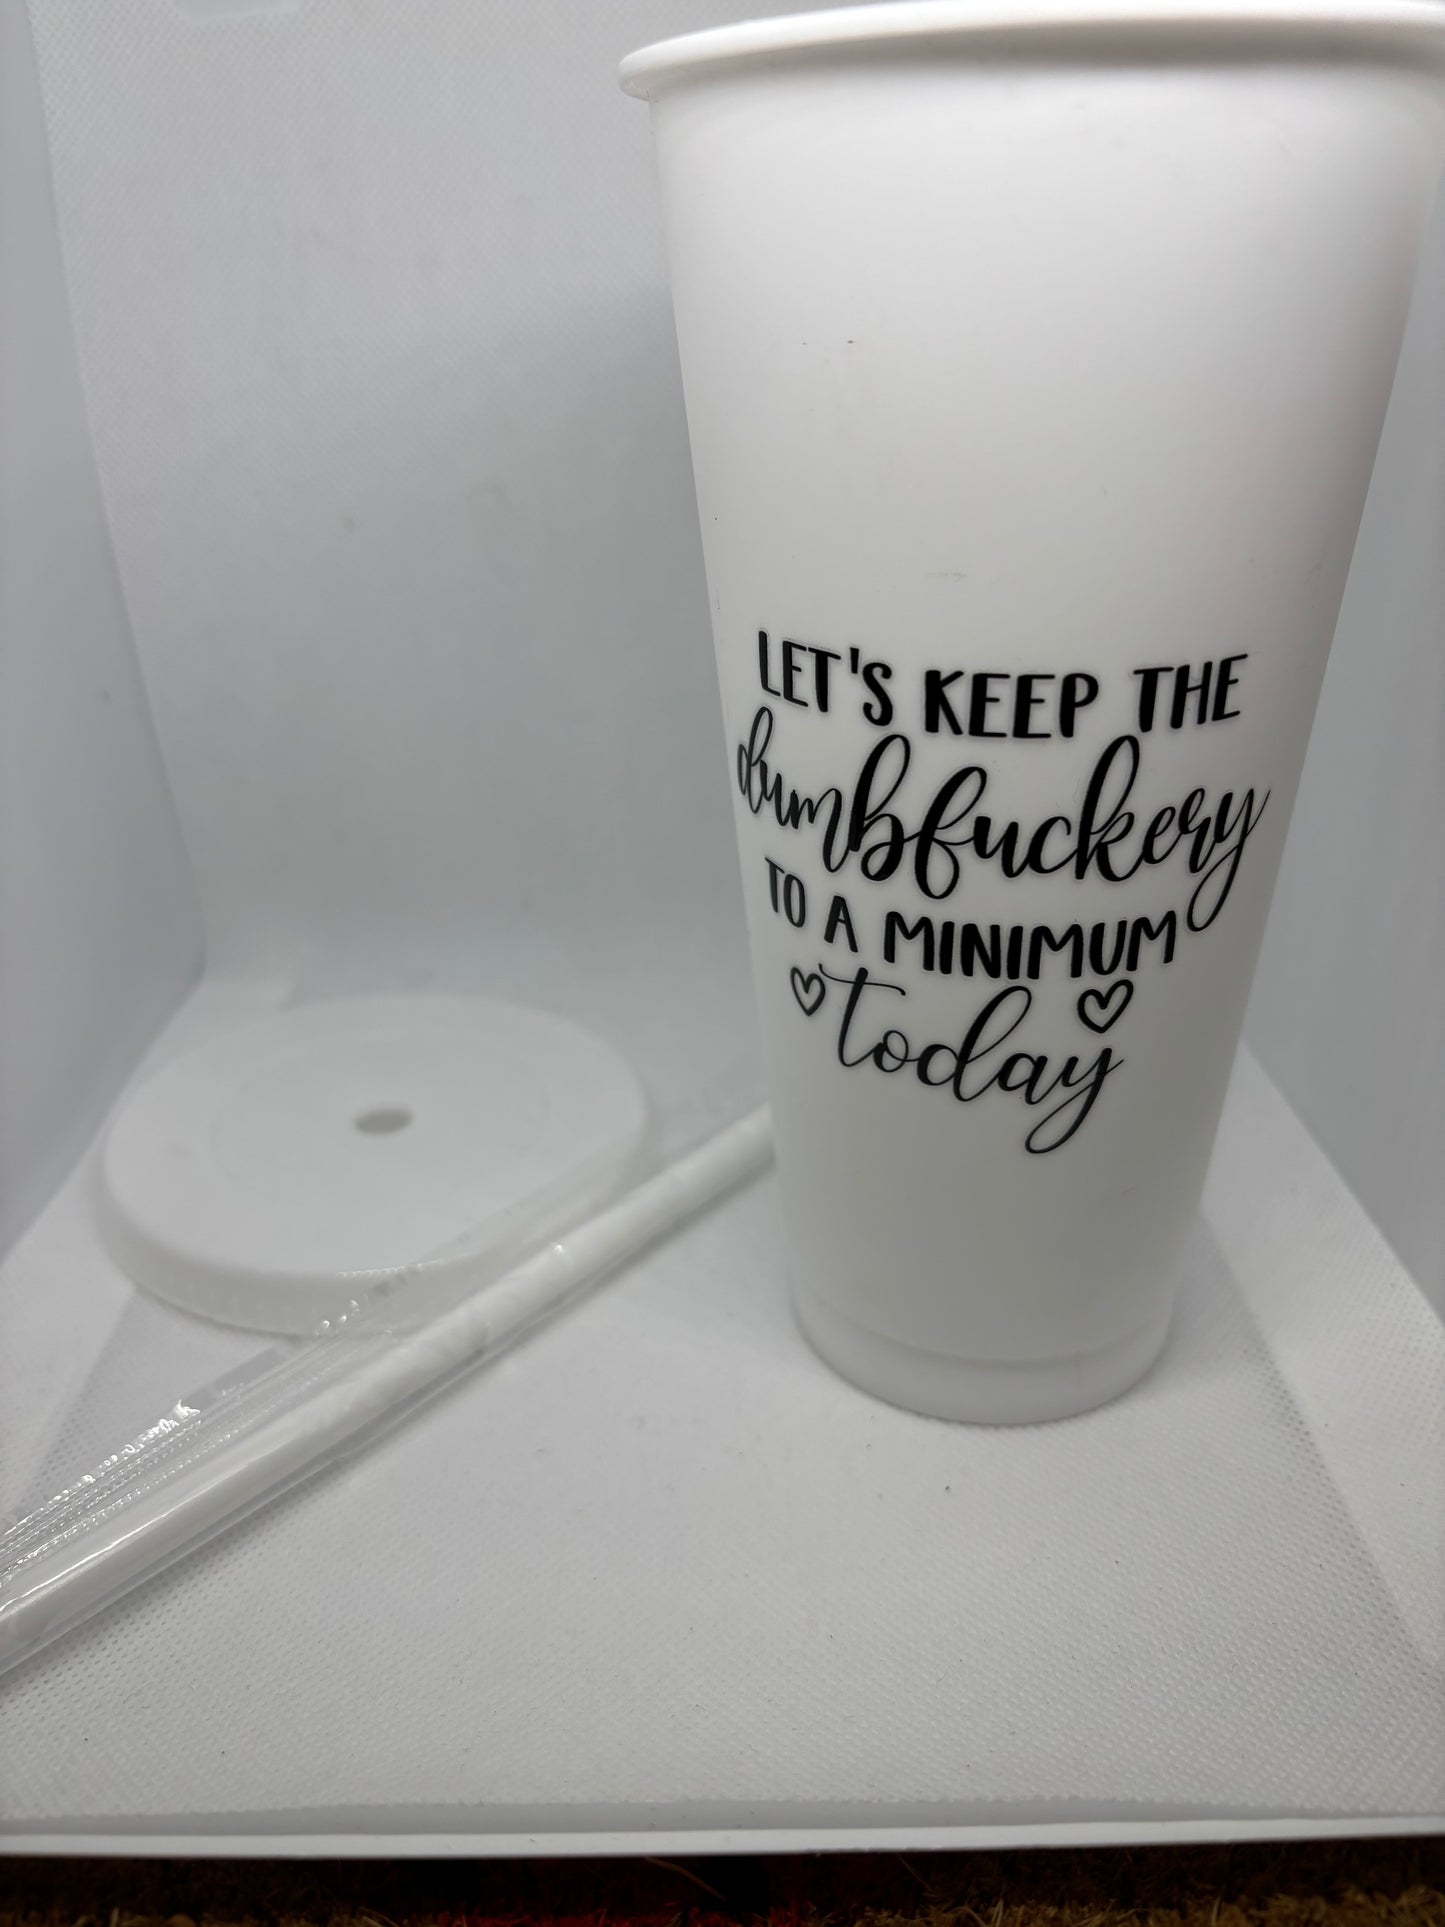 LET'S KEEP THE
dumbfuckery
TO A MINIMUM
today